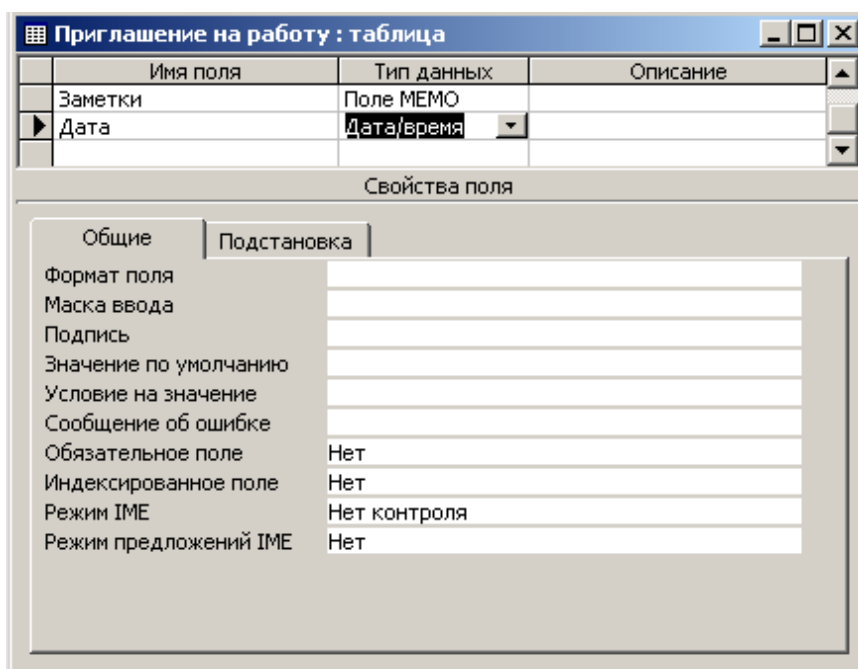 Приглашение на работу : таблица
Имя поля Тип данных Описание
Заметки Поле МЕМО
Дата Дата/время
Свойства поля
Общие Подстановка
Формат поля
Маска ввода
Подпись
Значение по умолчанию
Условие на значение
Сообщение об ошибке
Обязательное поле Нет
Индексированное поле Нет
Режим IME Нет контроля
Режим предложений IME Нет